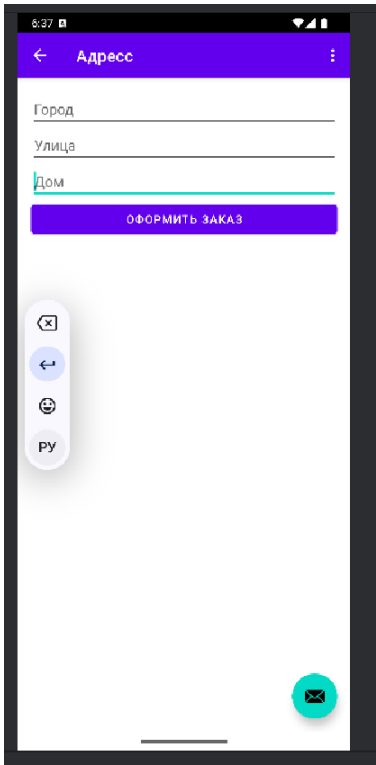 6:37
Адресс
Город
Улица
Дом
ОФОРМИТЬ ЗАКАЗ
РУ